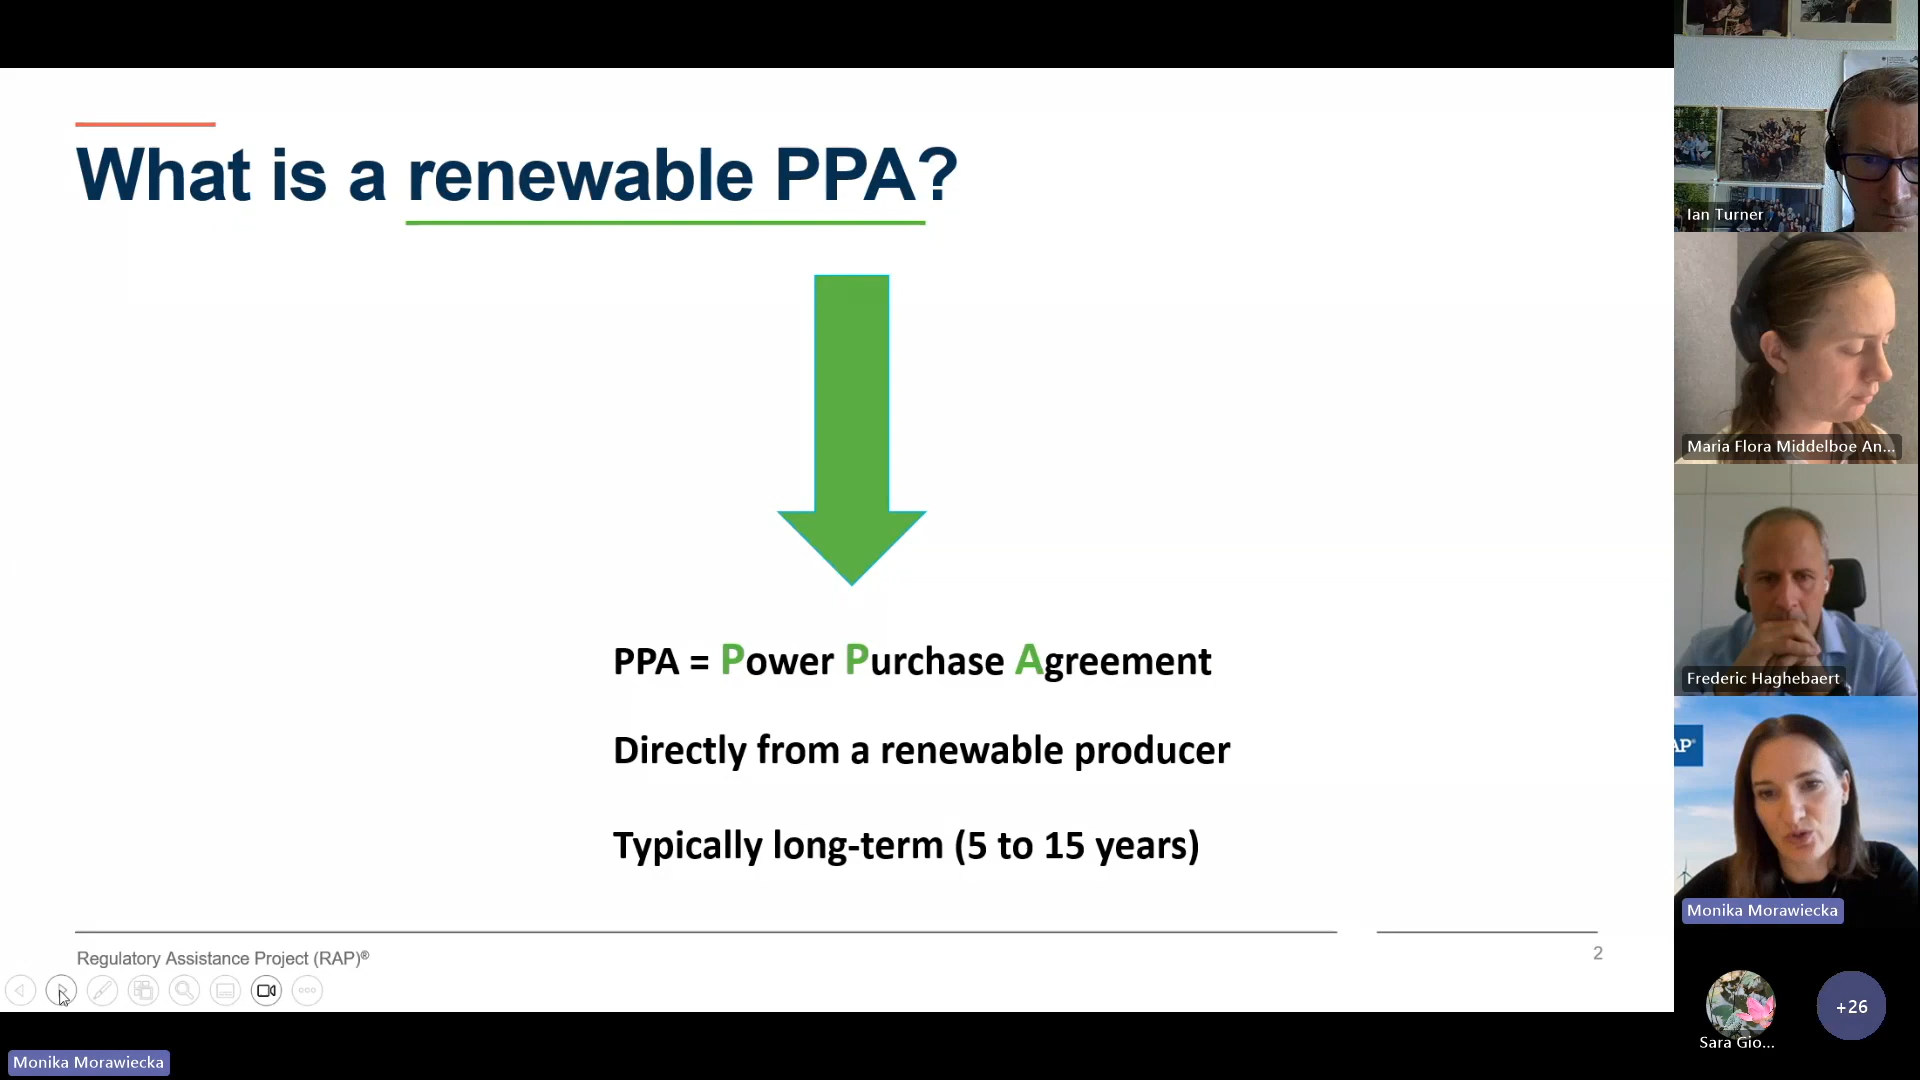 What is a renewable PPA?
PPA = Power Purchase Agreement
Directly from a renewable producer
Typically long-term (5 to 15 years)
Regulatory Assistance Project (RAP)®
2
Monika Morawiecka
Ian Turner
Maria Flora Middelboe An...
Frederic Haghebaert
AP®
Monika Morawiecka
Sara Gio...
+26